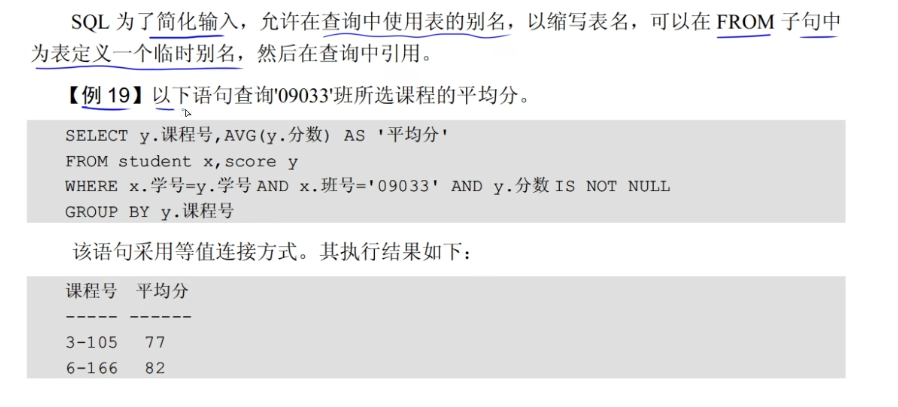 SQL 为了简化输入，允许在查询中使用表的别名，以缩写表名，可以在 FROM 子句中
为表定义一个临时别名，然后在查询中引用。
【例 19】以下语句查询'09033'班所选课程的平均分。
SELECT y.课程号,AVG(y.分数) AS '平均分'
FROM student x,score y
WHERE x.学号=y.学号 AND x.班号='09033' AND y.分数 IS NOT NULL
GROUP BY y.课程号
该语句采用等值连接方式。其执行结果如下：
课程号 平均分
----- ------
3-105 77
6-166 82